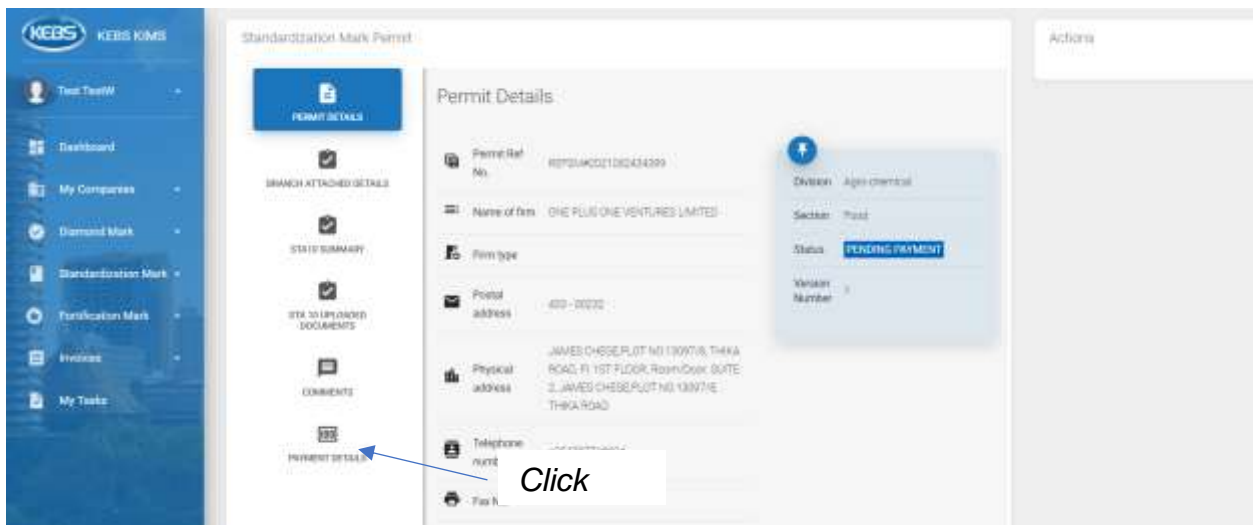 KEBS KEBS KIMS
Test TestW
Dashboard
My Companies
Diamond Mark
Standardization Mark
Fortification Mark
Invoices
My Tasks
Standardization Mark Permit
PERMIT DETAILS
BRANCH ATTACHED DETAILS
STA10 SUMMARY
STA 10 UPLOADED
DOCUMENTS
COMMENTS
PAYMENT DETAILS
Permit Details
Permit Ref
No.
Name of firm ONE PLUS ONE VENTURES LIMITED
Firm type
Postal
address
Physical
address
JAMES CHEGE,PLOT NO 13097/8, THIKA
ROAD, Fl 1ST FLOOR, Room/Door: SUITE
2, JAMES CHEGE,PLOT NO 13097/8,
THIKA ROAD
Telephone
Fax
Click
Division Agro-chemical
Section Food
Status PENDING PAYMENT
Version
Number
Actions